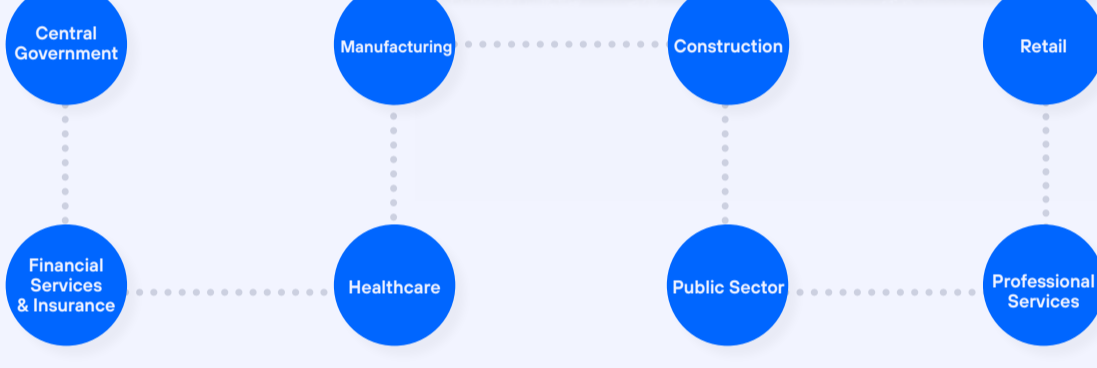 Central
Government
Manufacturing
Construction
Retail
Financial
Services
& Insurance
Healthcare
Public Sector
Professional
Services